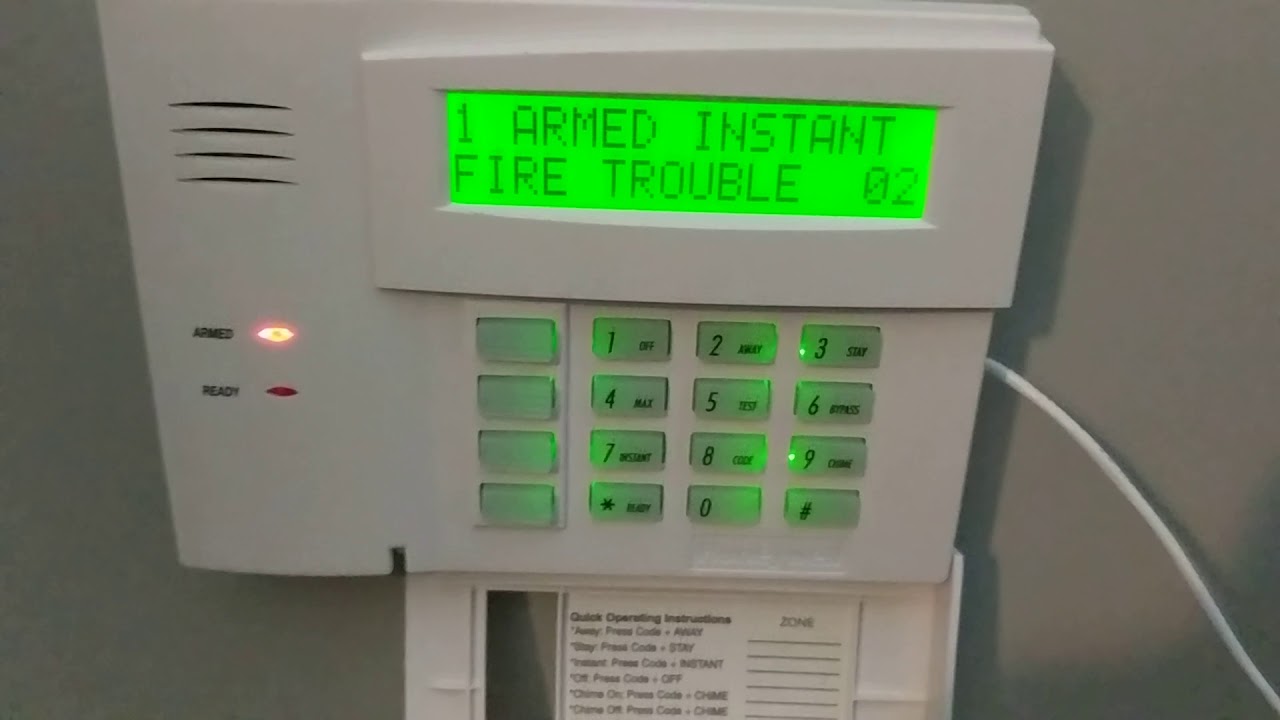 1 ARMED INSTANT
FIRE TROUBLE 02
ARMED
READY
1 OFF
2 AWAY
3 STAY
4 MAX
5 TEST
6 BYPASS
7 INSTANT
8 CODE
9 CHIME
* READY
0
#
Quick Operating Instructions
ZONE
*Away: Press Code + AWAY
*Stay: Press Code + STAY
*Instant: Press Code + INSTANT
*Off: Press Code + OFF
*Chime On: Press Code + CHIME
*Chime Off: Press Code + CHIME